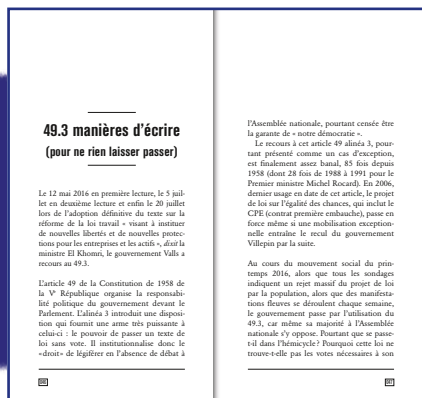 49.3 manières d'écrire
(pour ne rien laisser passer)
Le 12 mai 2016 en première lecture, le 5 juil-
let en deuxième lecture et enfin le 20 juillet
lors de l'adoption définitive du texte sur la
réforme de la loi travail « visant à instituer
de nouvelles libertés et de nouvelles protec-
tions pour les entreprises et les actifs », dixit la
ministre El Khomri, le gouvernement Valls a
recours au 49.3.
L'article 49 de la Constitution de 1958 de
la Ve République organise la responsabi-
lité politique du gouvernement devant le
Parlement. L'alinéa 3 introduit une disposi-
tion qui fournit une arme très puissante à
celui-ci : le pouvoir de passer un texte de
loi sans vote. Il institutionnalise donc le
« droit » de légiférer en l'absence de débat à
l'Assemblée nationale, pourtant censée être
la garante de « notre démocratie ».
Le recours à cet article 49 alinéa 3, pour-
tant présenté comme un cas d'exception,
est finalement assez banal, 85 fois depuis
1958 (dont 28 fois de 1988 à 1991 pour le
Premier ministre Michel Rocard). En 2006,
dernier usage en date de cet article, le projet
de loi sur l'égalité des chances, qui inclut le
CPE (contrat première embauche), passe en
force même si une mobilisation exception-
nelle entraîne le recul du gouvernement
Villepin par la suite.
Au cours du mouvement social du prin-
temps 2016, alors que tous les sondages
indiquent un rejet massif du projet de loi
par la population, alors que des manifesta-
tions fleuves se déroulent chaque semaine,
le gouvernement passe par l'utilisation du
49.3, car même sa majorité à l'Assemblée
nationale s'y oppose. Pourtant que se passe-
t-il dans l'hémicycle ? Pourquoi cette loi ne
trouve-t-elle pas les votes nécessaires à son